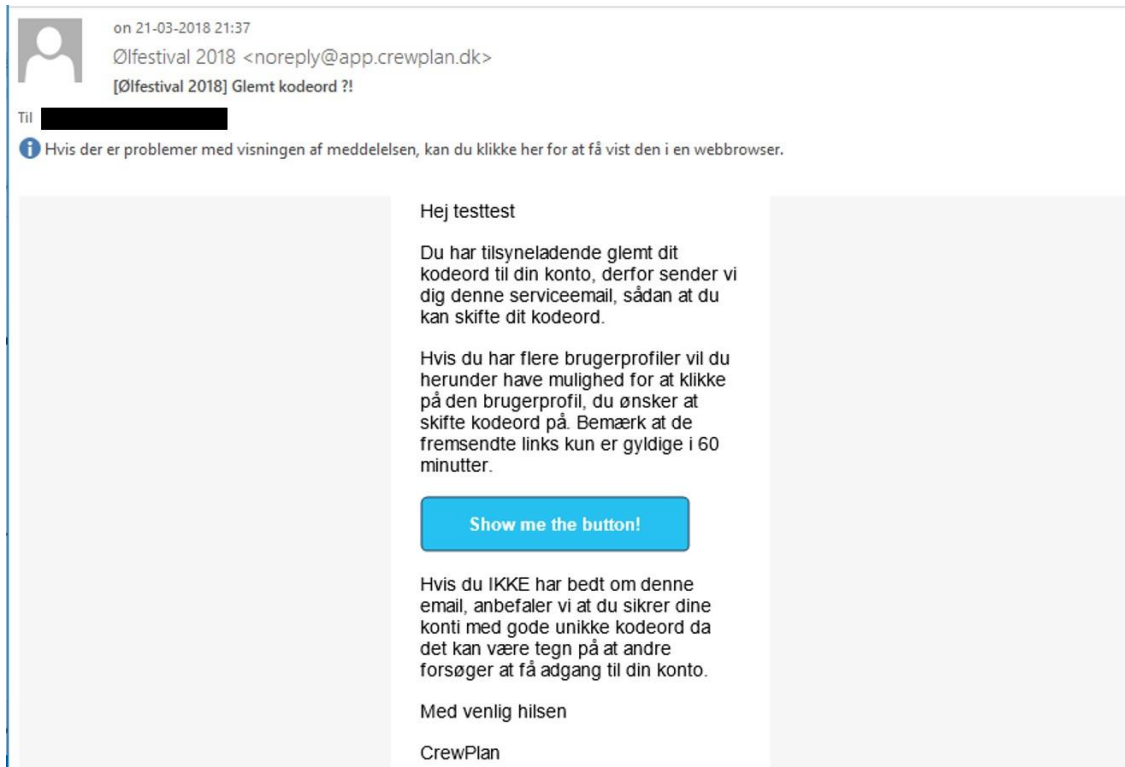 on 21-03-2018 21:37
Ølfestival 2018 <noreply@app.crewplan.dk>
[Ølfestival 2018] Glemt kodeord ?!
Til
Hvis der er problemer med visningen af meddelelsen, kan du klikke her for at få vist den i en webbrowser.
Hej testtest
Du har tilsyneladende glemt dit
kodeord til din konto, derfor sender vi
dig denne serviceemail, sådan at du
kan skifte dit kodeord.
Hvis du har flere brugerprofiler vil du
herunder have mulighed for at klikke
på den brugerprofil, du ønsker at
skifte kodeord på. Bemærk at de
fremsendte links kun er gyldige i 60
minutter.
Show me the button!
Hvis du IKKE har bedt om denne
email, anbefaler vi at du sikrer dine
konti med gode unikke kodeord da
det kan være tegn på at andre
forsøger at få adgang til din konto.
Med venlig hilsen
CrewPlan